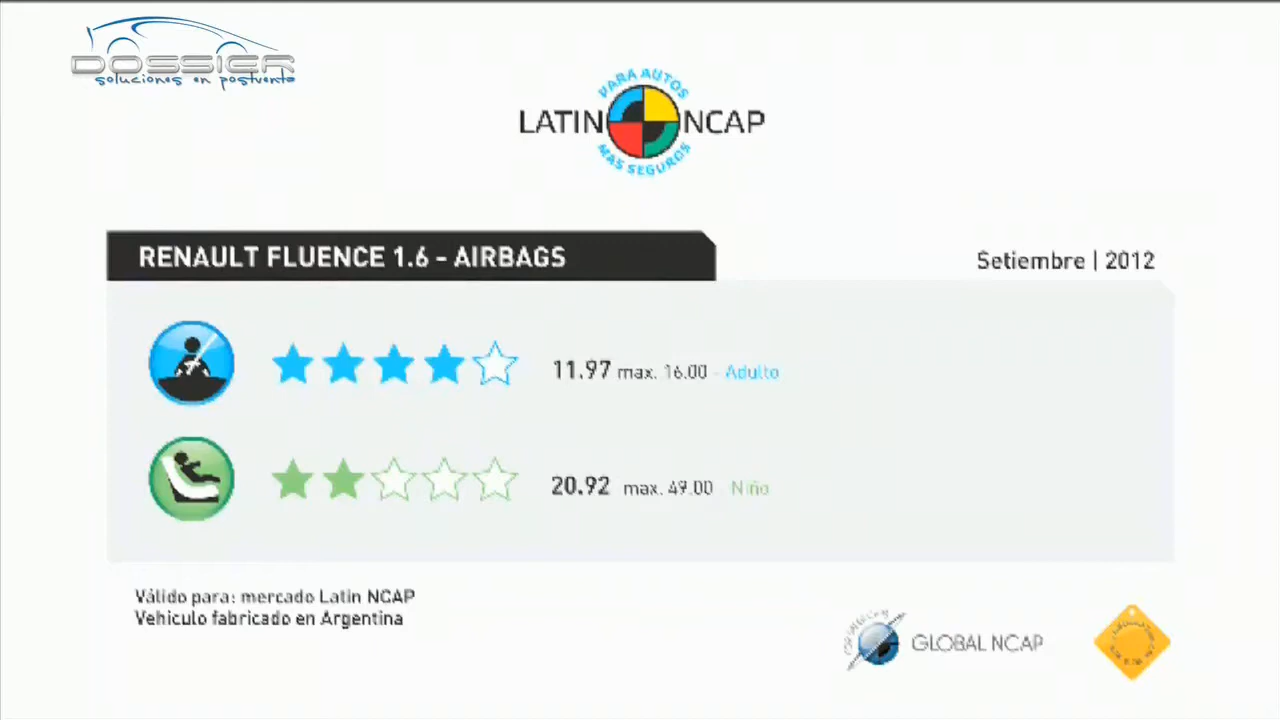 DOSSIER
soluciones en postventa
PARA AUTOS
LATIN NCAP
MAS SEGUROS
RENAULT FLUENCE 1.6 - AIRBAGS
Setiembre | 2012
11.97 max. 16.00 - Adulto
20.92 max. 49.00 Niño
Válido para: mercado Latin NCAP
Vehiculo fabricado en Argentina
GLOBAL NCAP